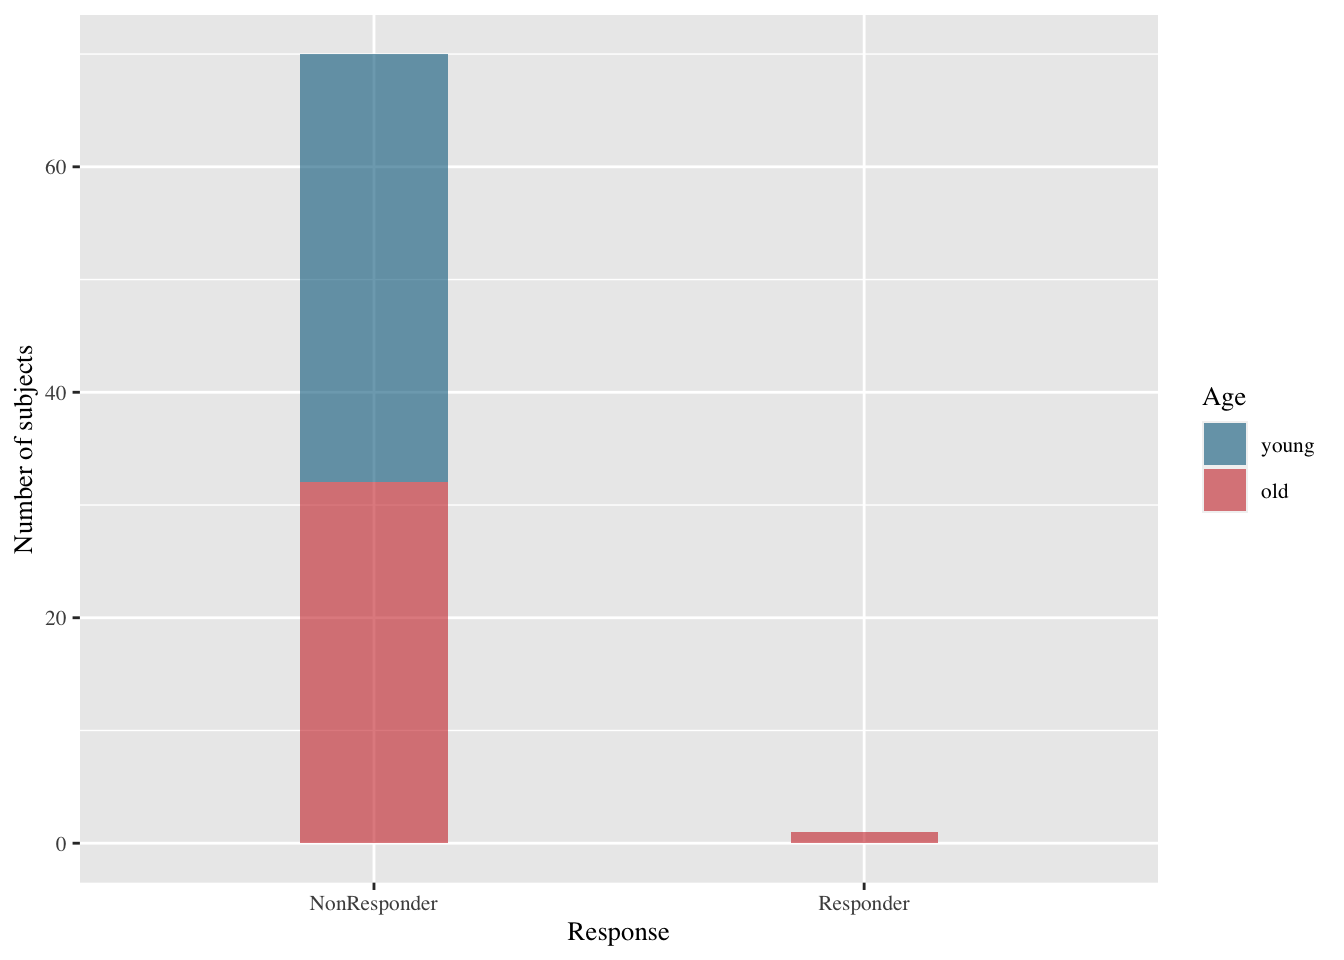 Number of subjects
60
40
20
0
NonResponder
Responder
Response
Age
young
old